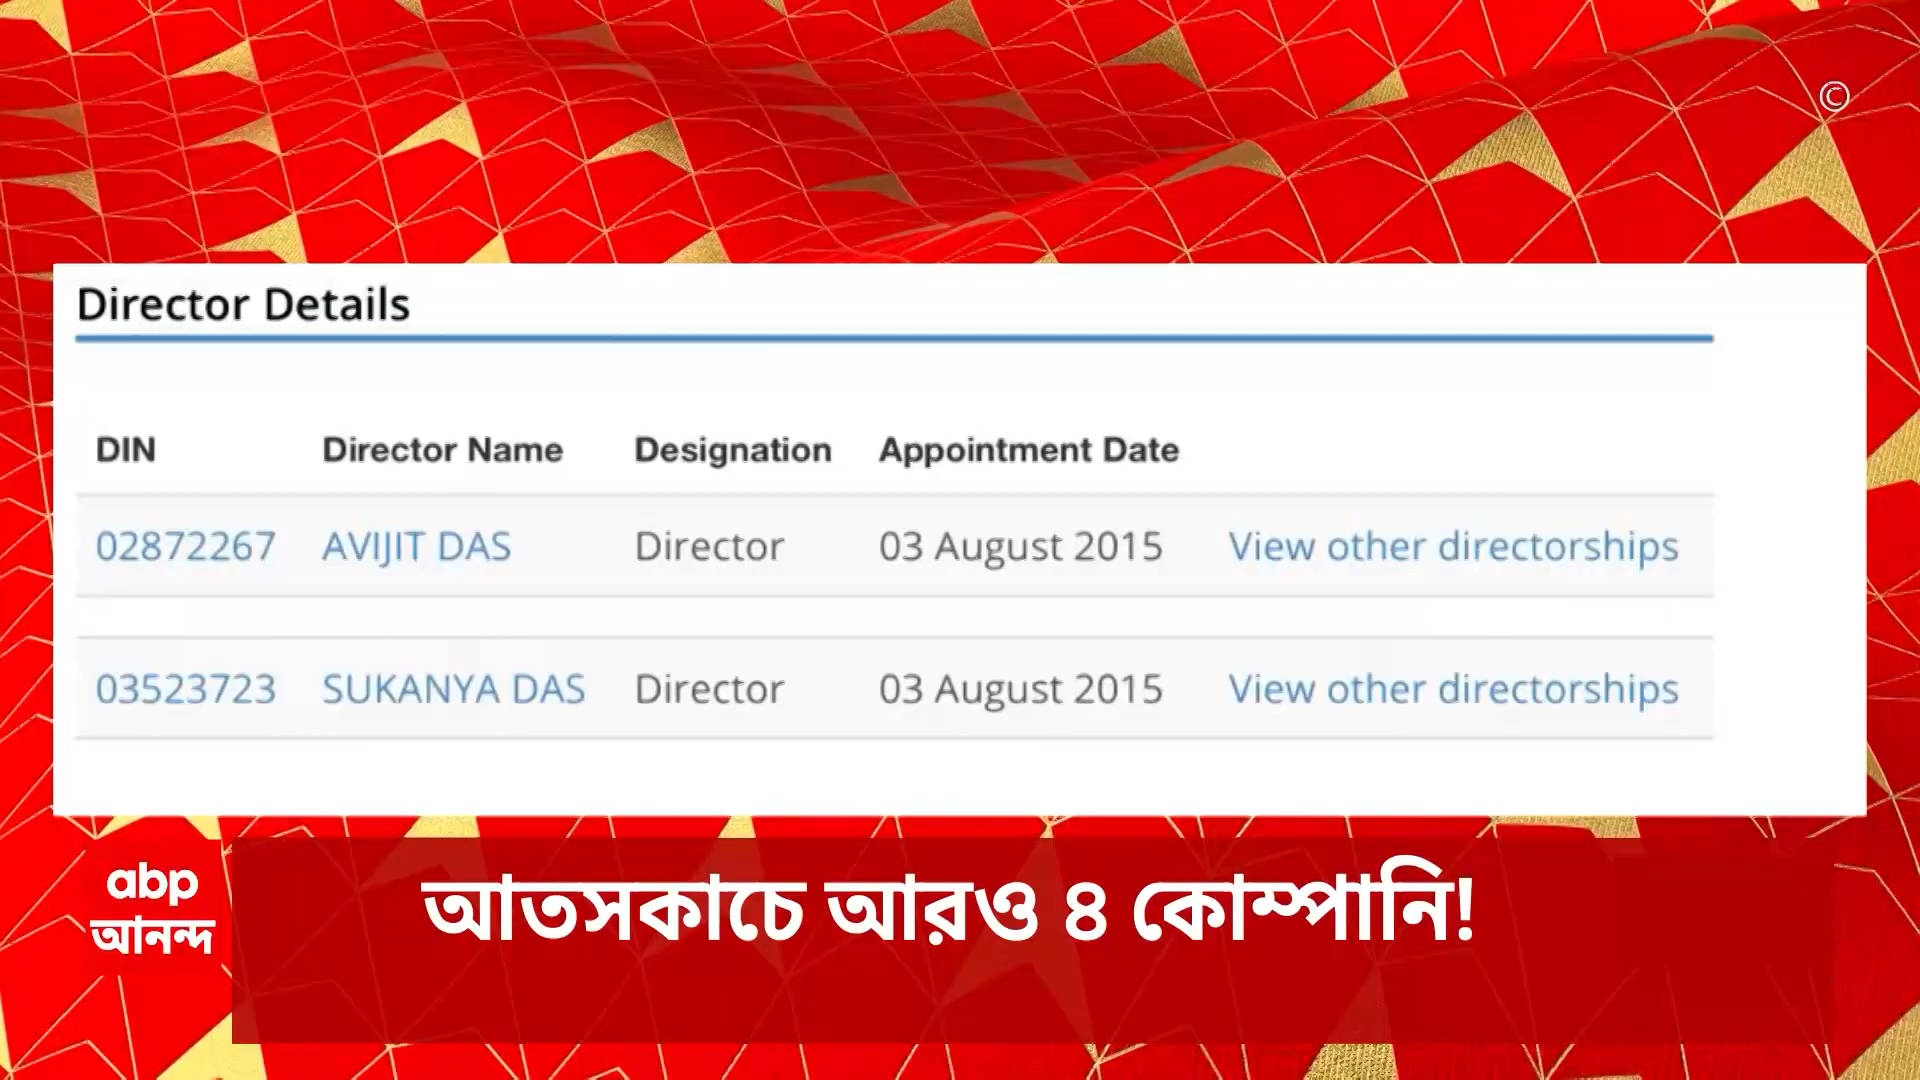 ©
Director Details
DIN Director Name Designation Appointment Date
02872267 AVIJIT DAS Director 03 August 2015 View other directorships
03523723 SUKANYA DAS Director 03 August 2015 View other directorships
abp
আনন্দ
আতসকাচে আরও ৪ কোম্পানি!